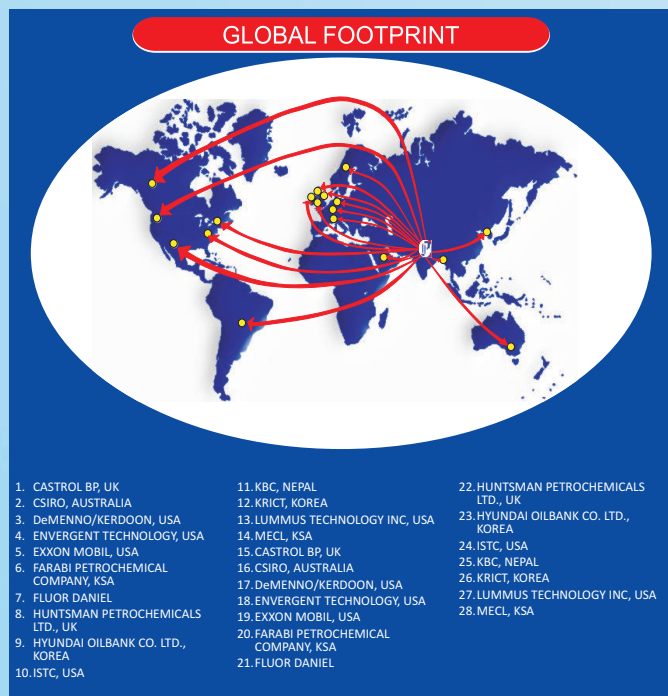 GLOBAL FOOTPRINT
1. CASTROL BP, UK
2. CSIRO, AUSTRALIA
3. DeMENNO/KERDOON, USA
4. ENVERGENT TECHNOLOGY, USA
5. EXXON MOBIL, USA
6. FARABI PETROCHEMICAL
COMPANY, KSA
7. FLUOR DANIEL
8. HUNTSMAN PETROCHEMICALS
LTD., UK
9. HYUNDAI OILBANK CO. LTD.,
KOREA
10. ISTC, USA
11. KBC, NEPAL
12. KRICT, KOREA
13. LUMMUS TECHNOLOGY INC, USA
14. MECL, KSA
15. CASTROL BP, UK
16. CSIRO, AUSTRALIA
17. DeMENNO/KERDOON, USA
18. ENVERGENT TECHNOLOGY, USA
19. EXXON MOBIL, USA
20. FARABI PETROCHEMICAL
COMPANY, KSA
21. FLUOR DANIEL
22. HUNTSMAN PETROCHEMICALS
LTD., UK
23. HYUNDAI OILBANK CO. LTD.,
KOREA
24. ISTC, USA
25. KBC, NEPAL
26. KRICT, KOREA
27. LUMMUS TECHNOLOGY INC, USA
28. MECL, KSA